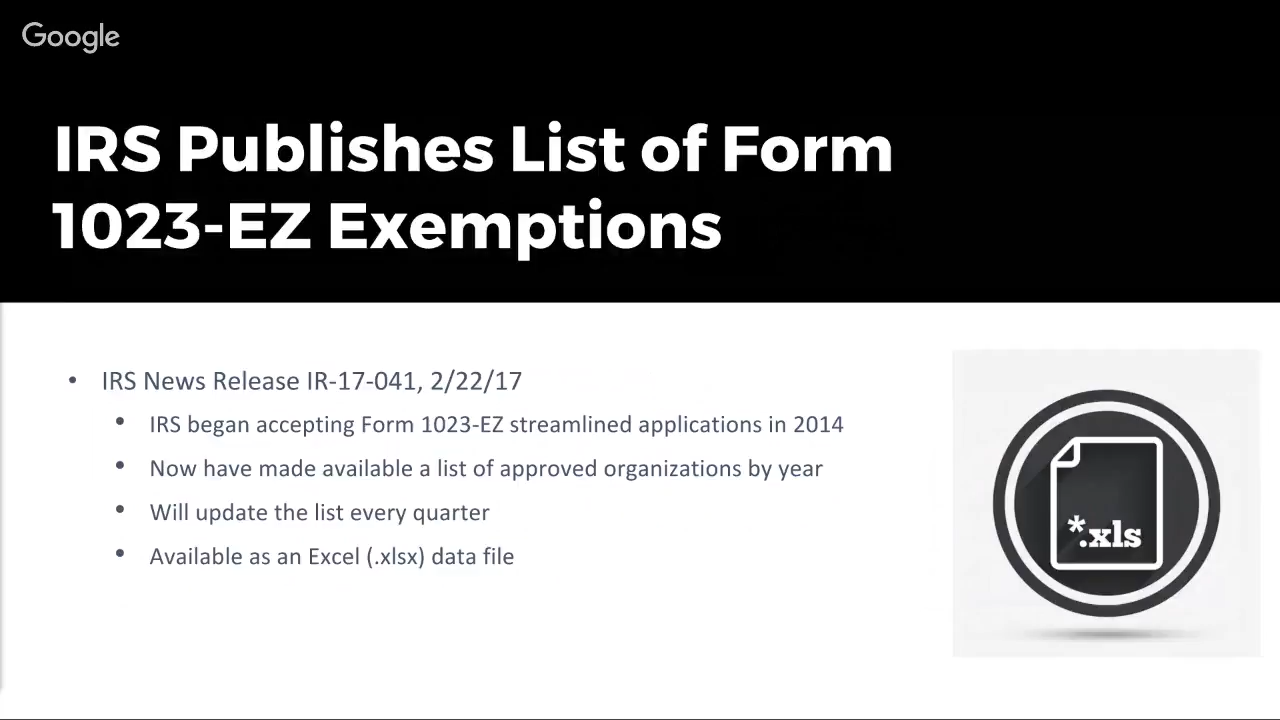 Google
IRS Publishes List of Form
1023-EZ Exemptions
• IRS News Release IR-17-041, 2/22/17
• IRS began accepting Form 1023-EZ streamlined applications in 2014
• Now have made available a list of approved organizations by year
• Will update the list every quarter
• Available as an Excel (.xlsx) data file
*.xls